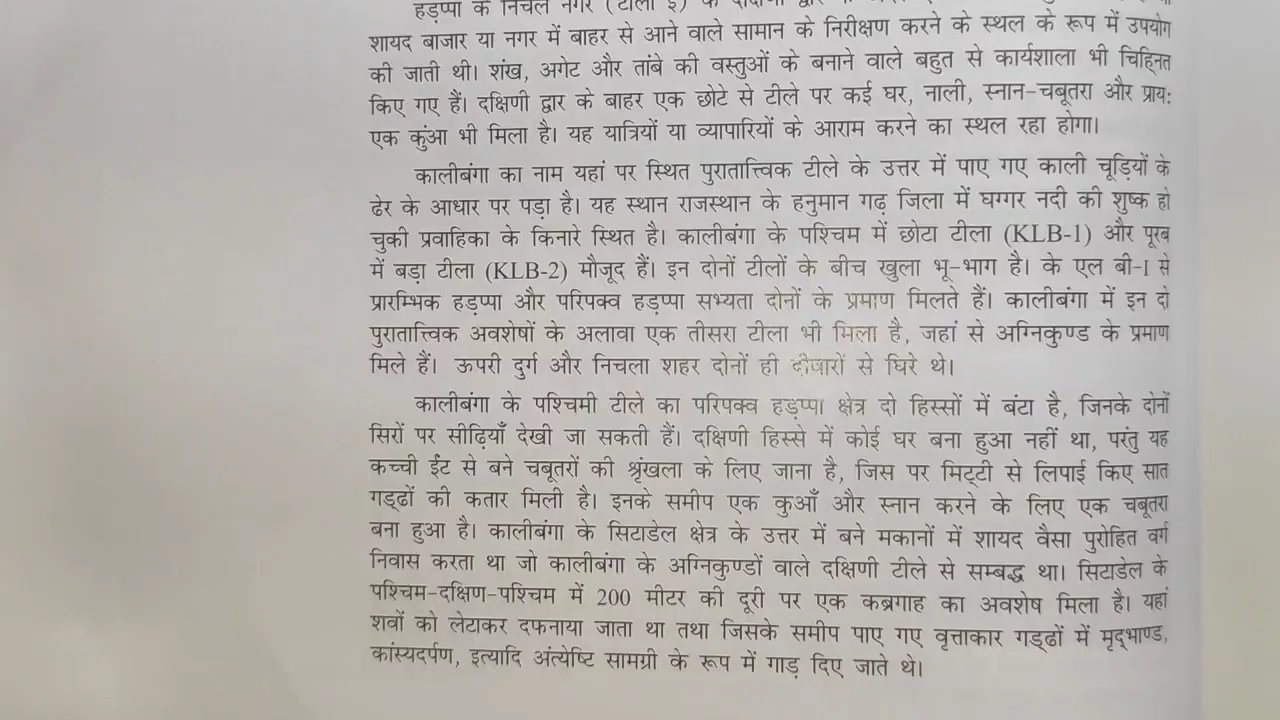 हड़प्पा के निचले नगर (टीला ई) के
शायद बाजार या नगर में बाहर से आने वाले सामान के निरीक्षण करने के स्थल के रूप में उपयोग
की जाती थी। शंख, अगेट और तांबे की वस्तुओं के बनाने वाले बहुत से कार्यशाला भी चिह्नित
किए गए हैं। दक्षिणी द्वार के बाहर एक छोटे से टीले पर कई घर, नाली, स्नान-चबूतरा और प्राय:
एक कुंआ भी मिला है। यह यात्रियों या व्यापारियों के आराम करने का स्थल रहा होगा।
कालीबंगा का नाम यहां पर स्थित पुरातात्त्विक टीले के उत्तर में पाए गए काली चूड़ियों के
ढेर के आधार पर पड़ा है। यह स्थान राजस्थान के हनुमान गढ़ जिला में घग्गर नदी की शुष्क हो
चुकी प्रवाहिका के किनारे स्थित है। कालीबंगा के पश्चिम में छोटा टीला (KLB-1) और पूरब
में बड़ा टीला (KLB-2) मौजूद हैं। इन दोनों टीलों के बीच खुला भू-भाग है। के एल बी-I से
प्रारम्भिक हड़प्पा और परिपक्व हड़प्पा सभ्यता दोनों के प्रमाण मिलते हैं। कालीबंगा में इन दो
पुरातात्त्विक अवशेषों के अलावा एक तीसरा टीला भी मिला है, जहां से अग्निकुण्ड के प्रमाण
मिले हैं। ऊपरी दुर्ग और निचला शहर दोनों ही दीवारों से घिरे थे।
कालीबंगा के पश्चिमी टीले का परिपक्व हड़प्पा क्षेत्र दो हिस्सों में बंटा है, जिनके दोनों
सिरों पर सीढ़ियाँ देखी जा सकती हैं। दक्षिणी हिस्से में कोई घर बना हुआ नहीं था, परंतु यह
कच्ची ईंट से बने चबूतरों की श्रृंखला के लिए जाना है, जिस पर मिट्टी से लिपाई किए सात
गड्ढों की कतार मिली है। इनके समीप एक कुआँ और स्नान करने के लिए एक चबूतरा
बना हुआ है। कालीबंगा के सिटाडेल क्षेत्र के उत्तर में बने मकानों में शायद वैसा पुरोहित वर्ग
निवास करता था जो कालीबंगा के अग्निकुण्डों वाले दक्षिणी टीले से सम्बद्ध था। सिटाडेल के
पश्चिम-दक्षिण-पश्चिम में 200 मीटर की दूरी पर एक कब्रगाह का अवशेष मिला है। यहां
शवों को लेटाकर दफनाया जाता था तथा जिसके समीप पाए गए वृत्ताकार गड्ढों में मृद्भाण्ड,
कांस्यदर्पण, इत्यादि अंत्येष्टि सामग्री के रूप में गाड़ दिए जाते थे।